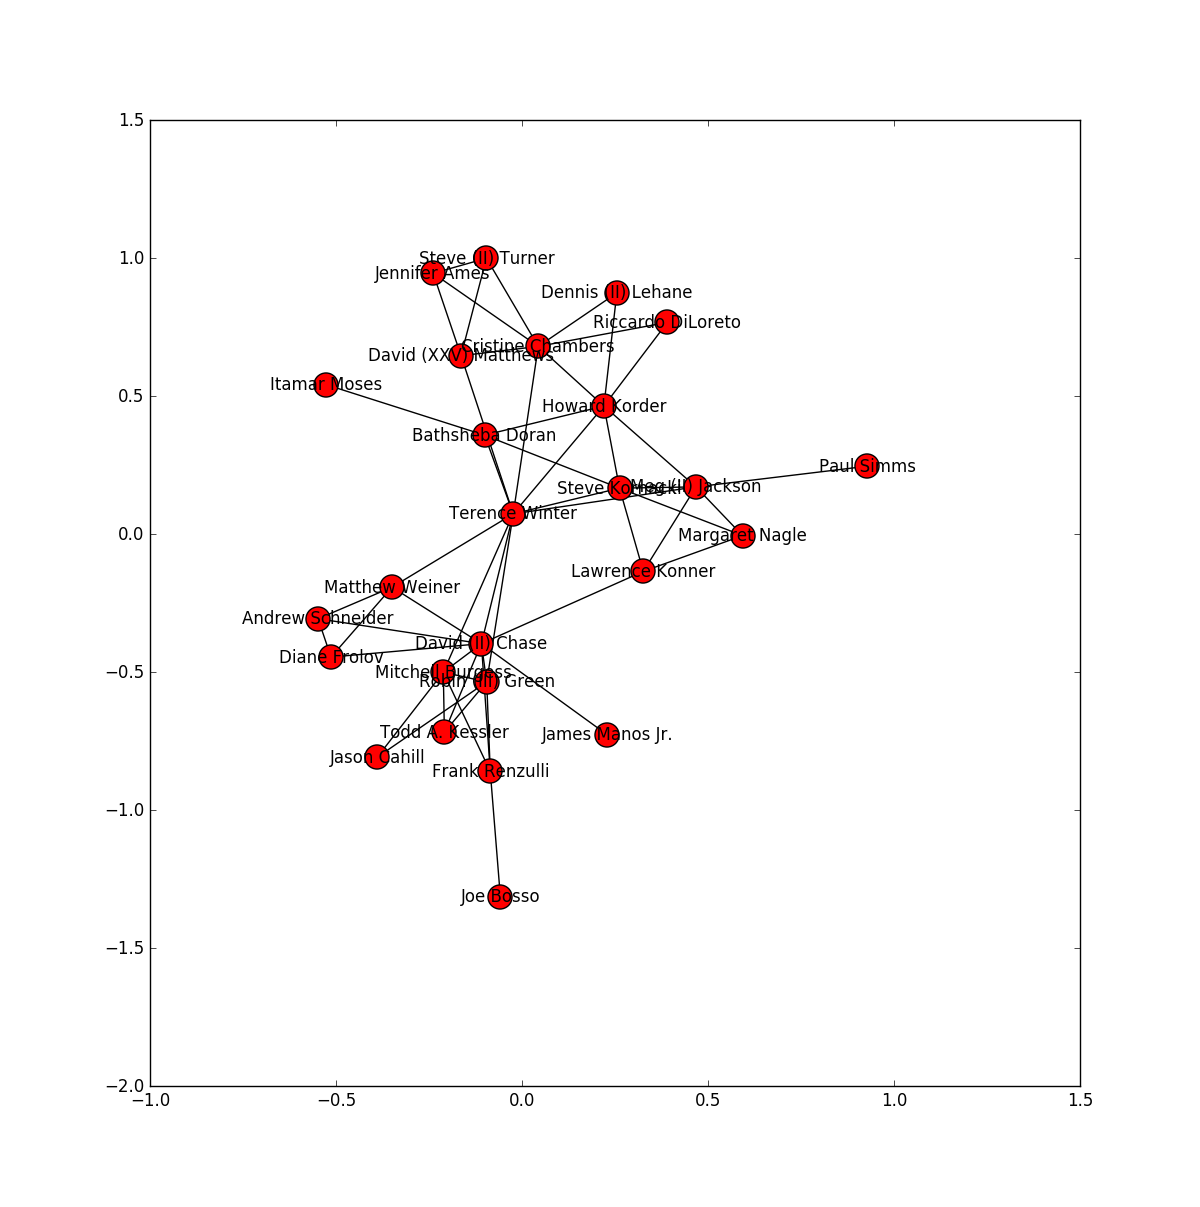 1.5
1.0
0.5
0.0
−0.5
−1.0
−1.5
−2.0
Steve (II) Turner
Jennifer Ames
Dennis (II) Lehane
Riccardo DiLoreto
Cristine Chambers
David (XXV) Matthews
Itamar Moses
Howard Korder
Bathsheba Doran
Paul Simms
Steve Kornacki
Meg (II) Jackson
Terence Winter
Margaret Nagle
Lawrence Konner
Matthew Weiner
Andrew Schneider
David (II) Chase
Diane Frolov
Mitchell Burgess
Robin (II) Green
Todd A. Kessler
James Manos Jr.
Jason Cahill
Frank Renzulli
Joe Bosso
−1.0 −0.5 0.0 0.5 1.0 1.5